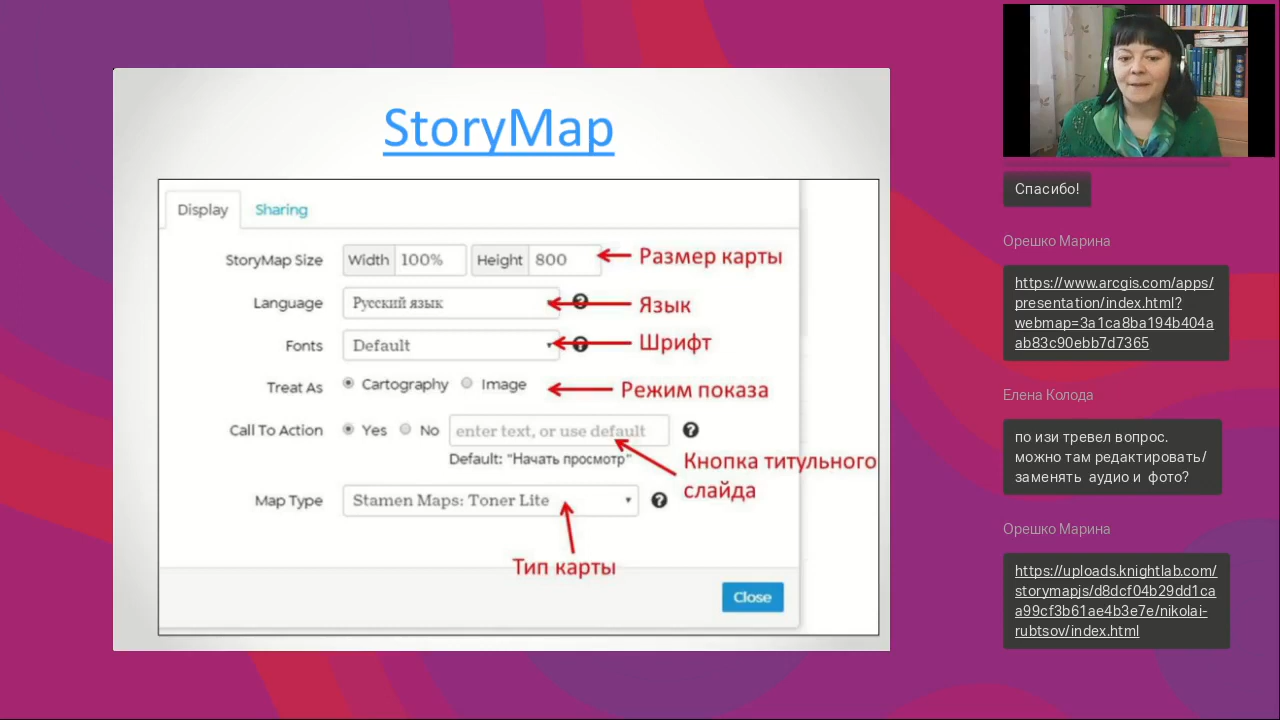 StoryMap
Display Sharing
StoryMap Size Width 100% Height 800 Размер карты
Language Русский язык Язык
Fonts Default Шрифт
Treat As Cartography Image Режим показа
Call To Action Yes No enter text, or use default
Default: "Начать просмотр"
Кнопка титульного
слайда
Map Type Stamen Maps: Toner Lite
Тип карты
Close
Спасибо!
Орешко Марина
https://www.arcgis.com/apps/
presentation/index.html?
webmap=3a1ca8ba194b404a
ab83c90ebb7d7365
Елена Колода
по изи тревел вопрос.
можно там редактировать/
заменять аудио и фото?
Орешко Марина
https://uploads.knightlab.com/
storymapjs/d8dcf04b29dd1ca
a99cf3b61ae4b3e7e/nikolai-
rubtsov/index.html